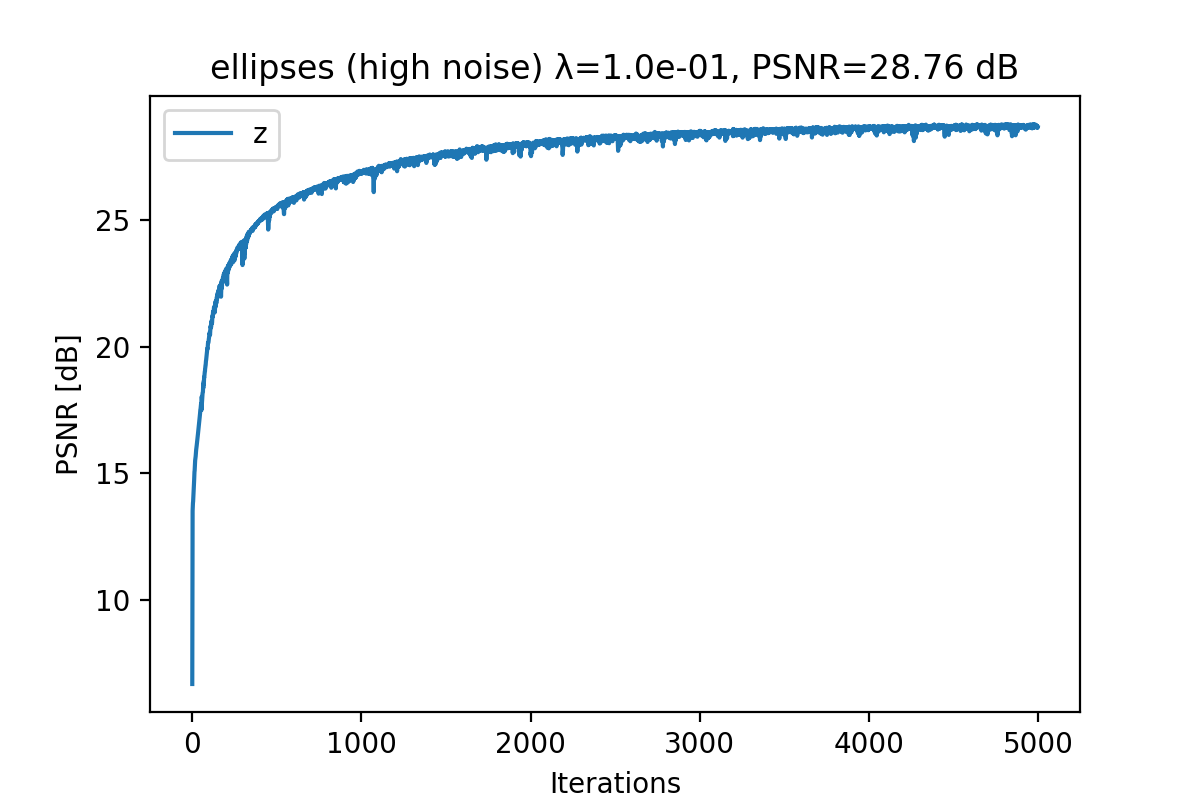 ellipses (high noise) λ=1.0e-01, PSNR=28.76 dB
z
PSNR [dB]
25
20
15
10
0 1000 2000 3000 4000 5000
Iterations